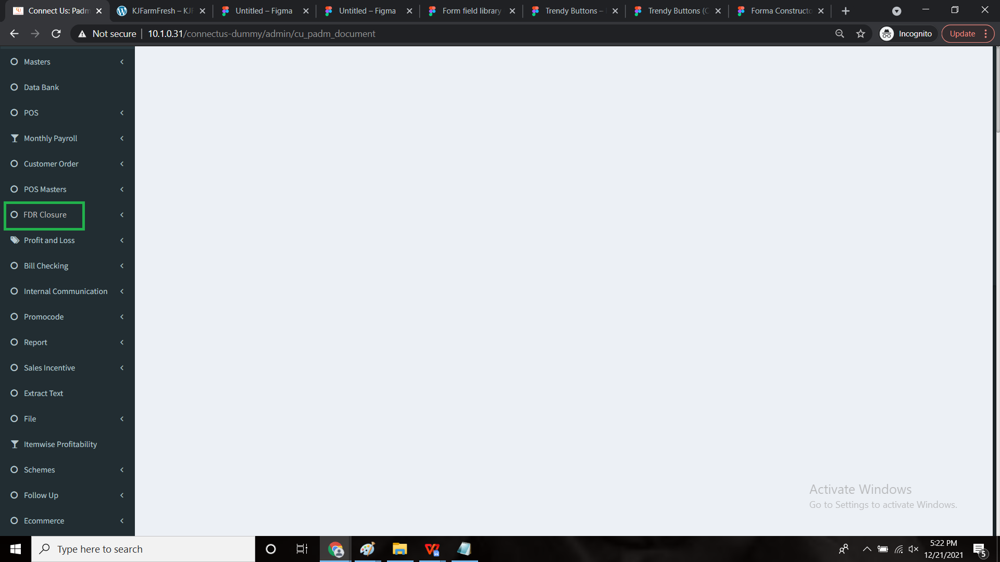 Connect Us: Padm
KJFarmFresh – KJF
Untitled – Figma
Untitled – Figma
Form field library
Trendy Buttons –
Trendy Buttons (C
Forma Constructo
Not secure
10.1.0.31/connectus-dummy/admin/cu_padm_document
Incognito
Update
Masters
Data Bank
POS
Monthly Payroll
Customer Order
POS Masters
FDR Closure
Profit and Loss
Bill Checking
Internal Communication
Promocode
Report
Sales Incentive
Extract Text
File
Itemwise Profitability
Schemes
Follow Up
Ecommerce
Activate Windows
Go to Settings to activate Windows.
Type here to search
5:22 PM
12/21/2021
5